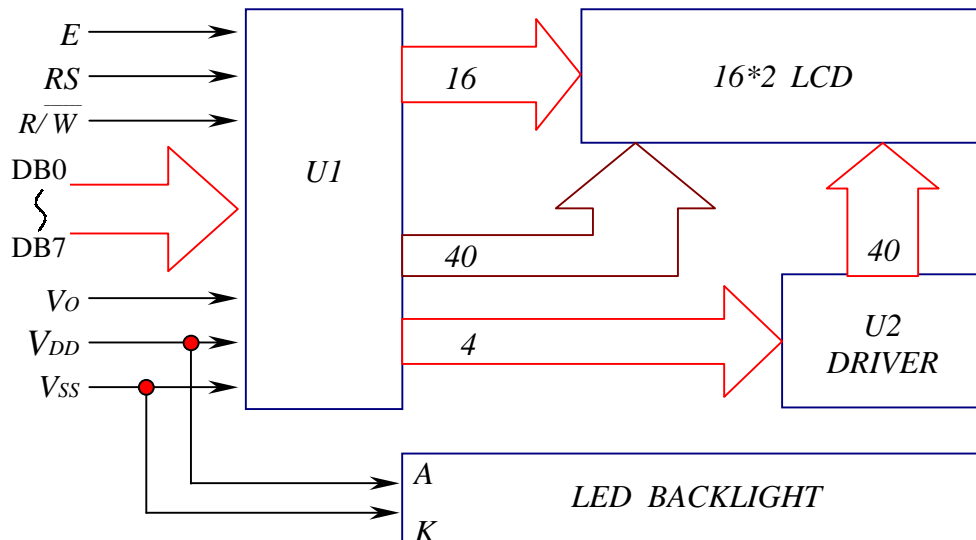 E
RS
R/W̅
DB0
DB7
VO
VDD
VSS
U1
16
40
4
16*2 LCD
40
U2
DRIVER
A
K
LED BACKLIGHT